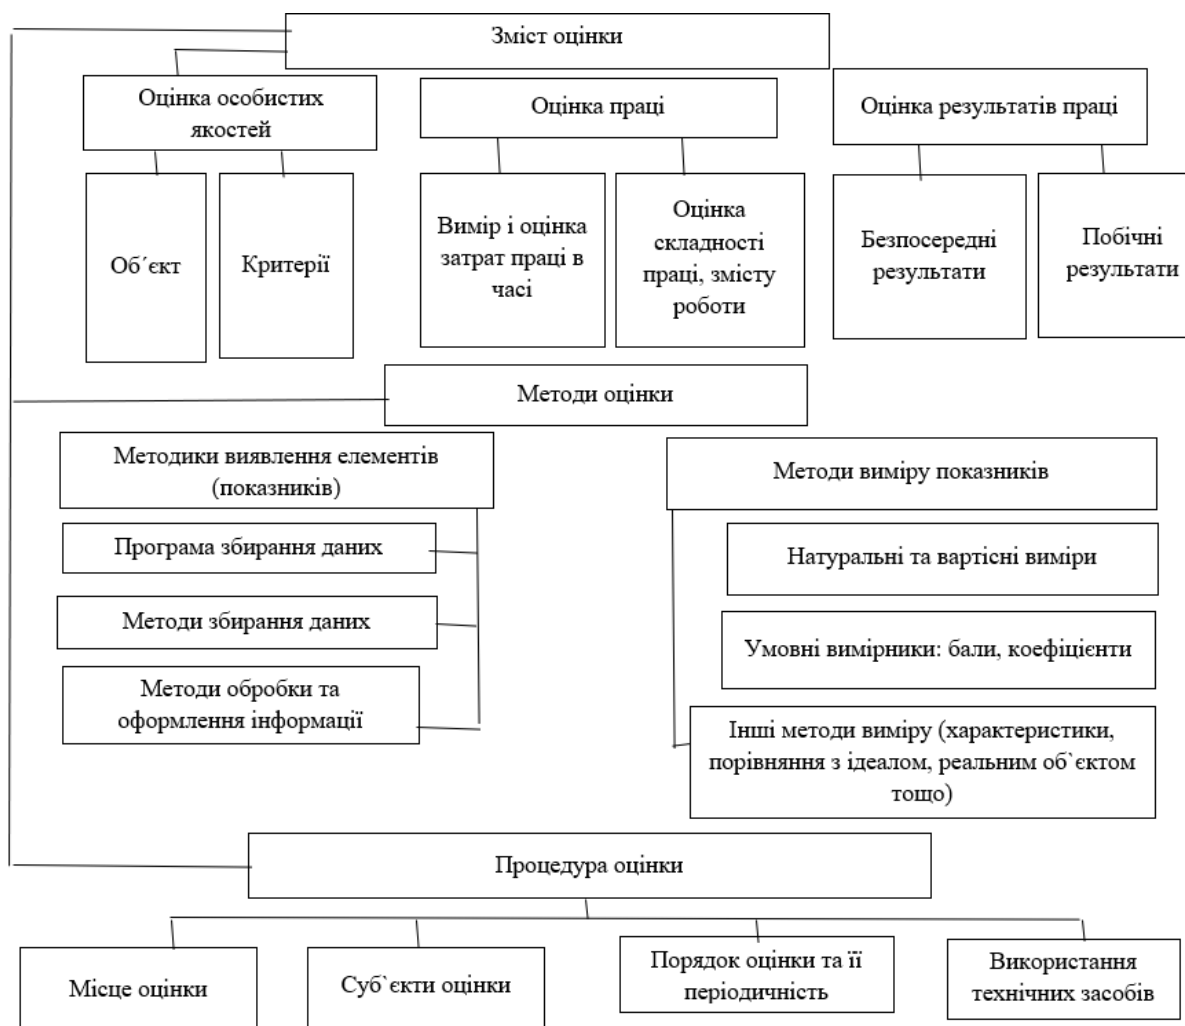 Зміст оцінки
Оцінка особистих
якостей
Оцінка праці
Оцінка результатів праці
Об´єкт
Критерії
Вимір і оцінка
затрат праці в
часі
Оцінка
складності
праці, змісту
роботи
Безпосередні
результати
Побічні
результати
Методи оцінки
Методики виявлення елементів
(показників)
Програма збирання даних
Методи збирання даних
Методи обробки та
оформлення інформації
Методи виміру показників
Натуральні та вартісні виміри
Умовні вимірники: бали, коефіцієнти
Інші методи виміру (характеристики,
порівняння з ідеалом, реальним об`єктом
тощо)
Процедура оцінки
Місце оцінки
Суб`єкти оцінки
Порядок оцінки та її
періодичність
Використання
технічних засобів